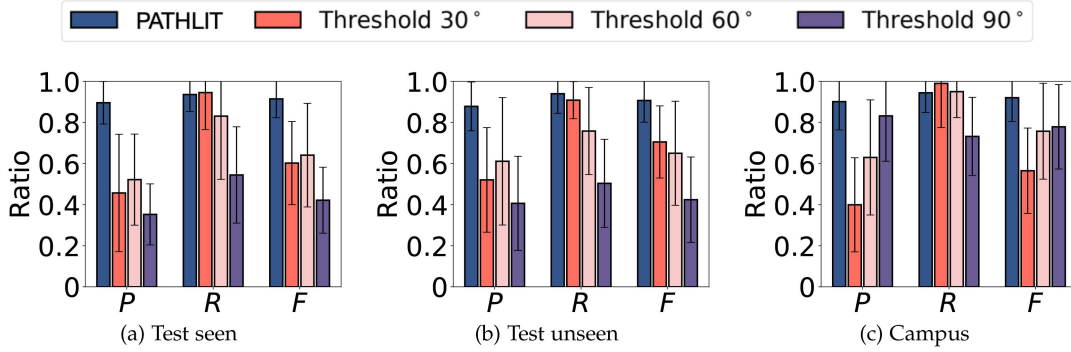 PATHLIT Threshold 30° Threshold 60° Threshold 90°
1.0 1.0 1.0
0.8 0.8 0.8
Ratio 0.6 Ratio 0.6 Ratio 0.6
0.4 0.4 0.4
0.2 0.2 0.2
0 0 0
P R F P R F P R F
(a) Test seen (b) Test unseen (c) Campus